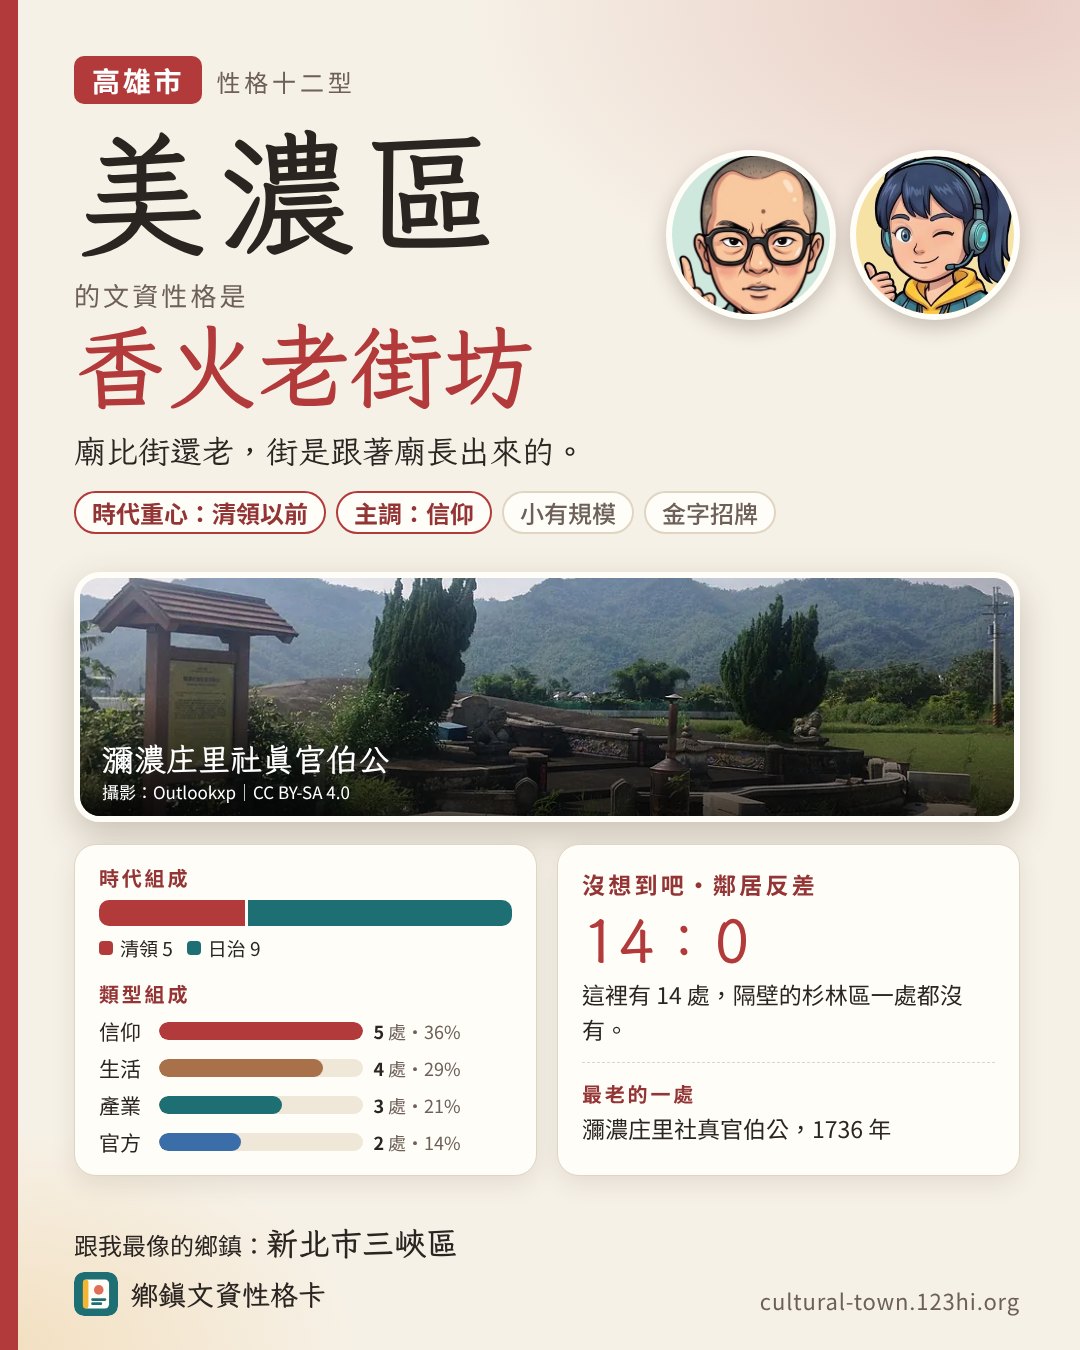 高雄市 性格十二型
美濃區
的文資性格是
香火老街坊
廟比街還老，街是跟著廟長出來的。
時代重心：清領以前 主調：信仰 小有規模 金字招牌
瀰濃庄里社真官伯公
攝影：Outlookxp｜CC BY-SA 4.0
時代組成
清領 5 日治 9
類型組成
信仰 5 處・36%
生活 4 處・29%
產業 3 處・21%
官方 2 處・14%
沒想到吧・鄰居反差
14：0
這裡有 14 處，隔壁的杉林區一處都沒
有。
最老的一處
瀰濃庄里社真官伯公，1736 年
跟我最像的鄉鎮：新北市三峽區
鄉鎮文資性格卡
cultural-town.123hi.org